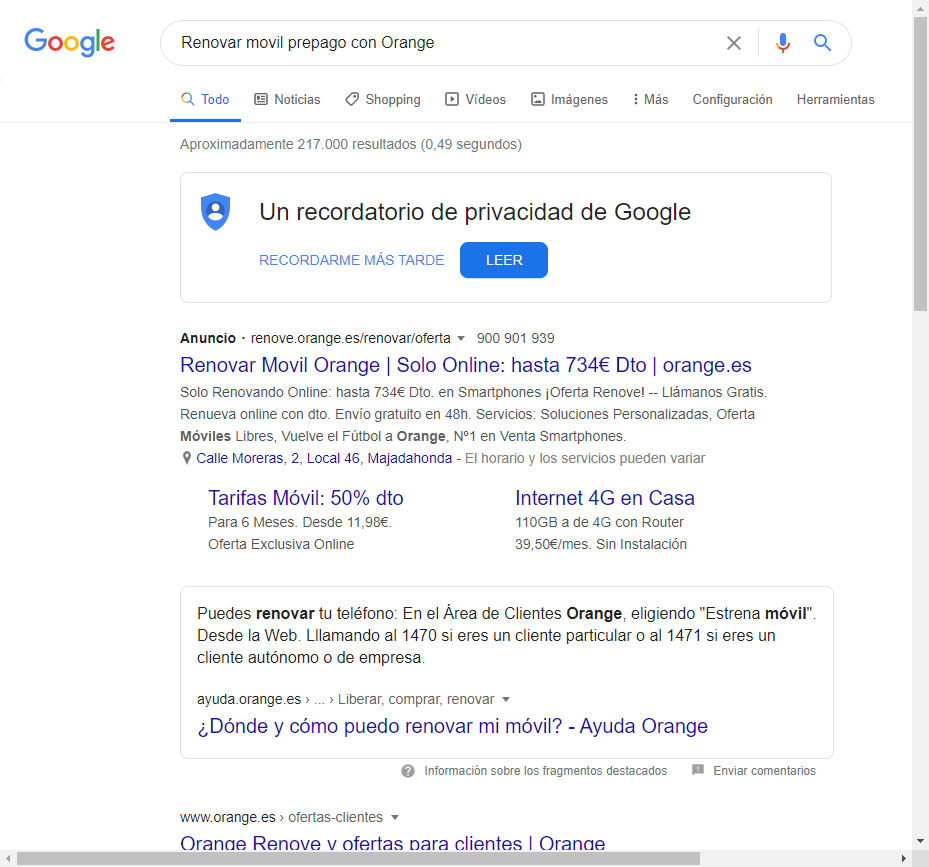 Google
Renovar movil prepago con Orange
Todo Noticias Shopping Vídeos Imágenes Más Configuración Herramientas
Aproximadamente 217.000 resultados (0,49 segundos)
Un recordatorio de privacidad de Google
RECORDARME MÁS TARDE LEER
Anuncio · renove.orange.es/renovar/oferta 900 901 939
Renovar Movil Orange | Solo Online: hasta 734€ Dto | orange.es
Solo Renovando Online: hasta 734€ Dto. en Smartphones ¡Oferta Renove! -- Llámanos Gratis.
Renueva online con dto. Envío gratuito en 48h. Servicios: Soluciones Personalizadas, Oferta
Móviles Libres, Vuelve el Fútbol a Orange, Nº1 en Venta Smartphones.
Calle Moreras, 2, Local 46, Majadahonda - El horario y los servicios pueden variar
Tarifas Móvil: 50% dto
Para 6 Meses. Desde 11,98€.
Oferta Exclusiva Online
Internet 4G en Casa
110GB a de 4G con Router
39,50€/mes. Sin Instalación
Puedes renovar tu teléfono: En el Área de Clientes Orange, eligiendo "Estrena móvil".
Desde la Web. Lllamando al 1470 si eres un cliente particular o al 1471 si eres un
cliente autónomo o de empresa.
ayuda.orange.es › ... › Liberar, comprar, renovar
¿Dónde y cómo puedo renovar mi móvil? - Ayuda Orange
Información sobre los fragmentos destacados Enviar comentarios
www.orange.es › ofertas-clientes
Orange Renove y ofertas para clientes | Orange